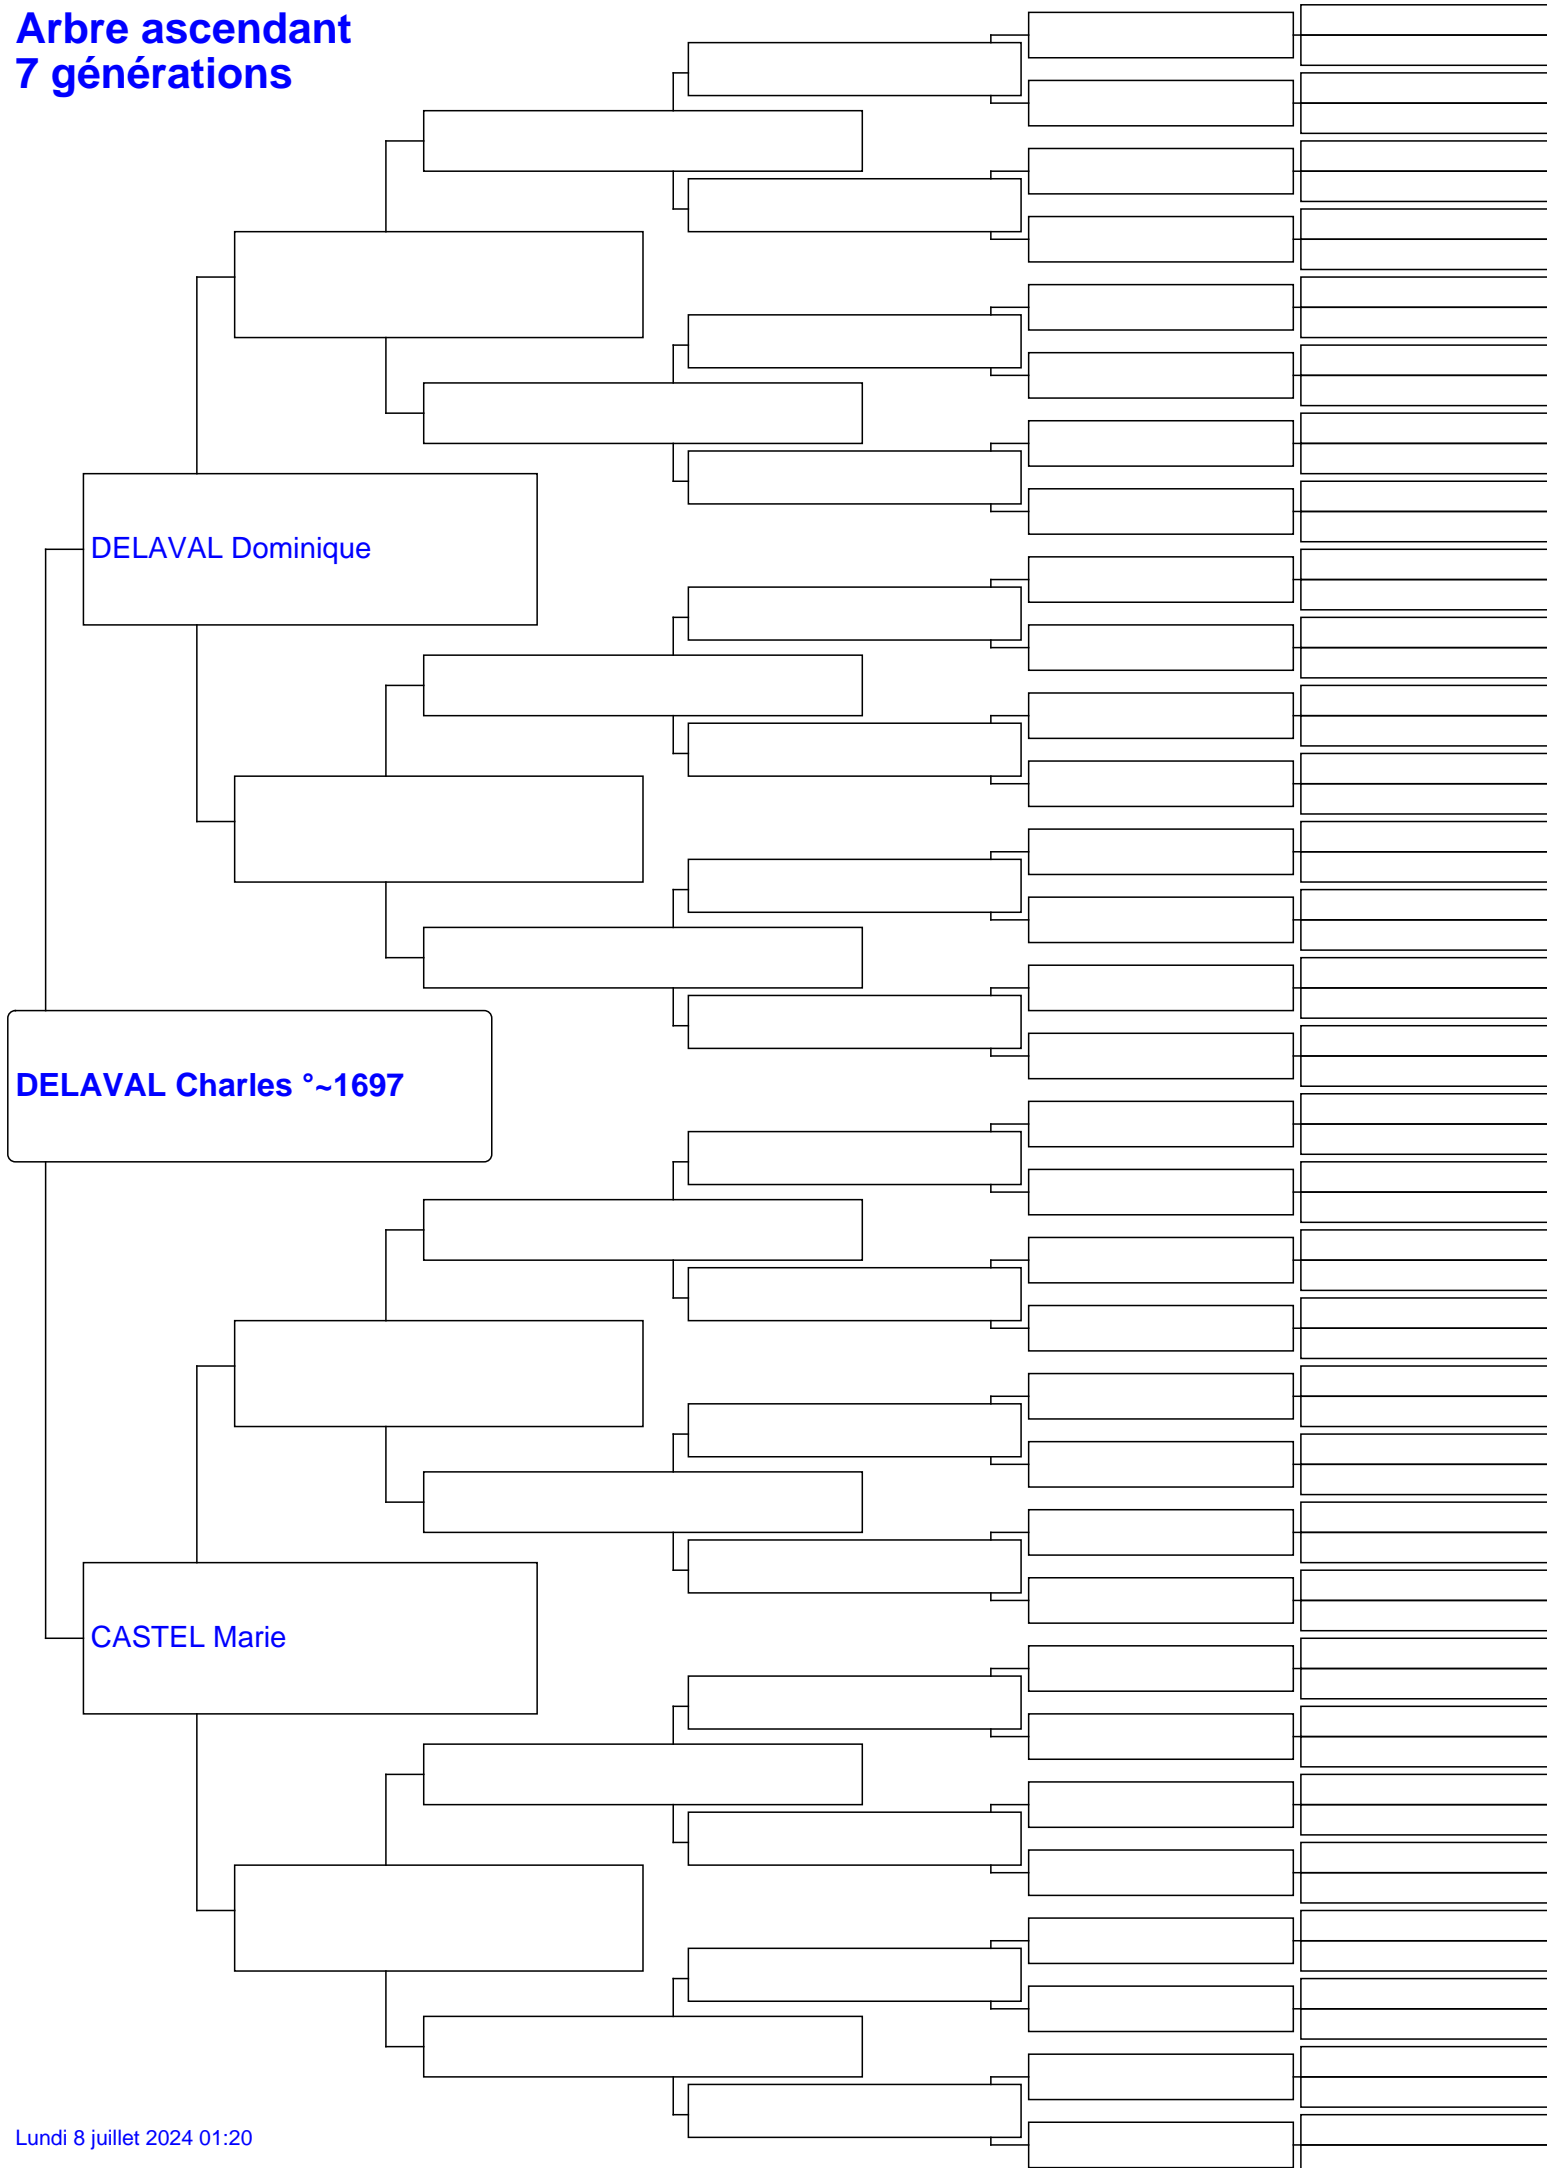 Arbre ascendant
7 générations
DELAVAL Dominique
DELAVAL Charles °~1697
CASTEL Marie
Lundi 8 juillet 2024 01:20